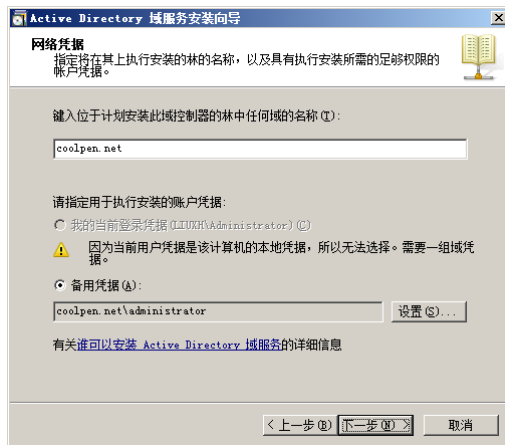 Active Directory 域服务安装向导
网络凭据
指定将在其上执行安装的林的名称，以及具有执行安装所需的足够权限的
帐户凭据。
键入位于计划安装此域控制器的林中任何域的名称(T)：
coolpen.net
请指定用于执行安装的账户凭据：
我的当前登录凭据(LIUXH\Administrator)(C)
因为当前用户凭据是该计算机的本地凭据，所以无法选择。需要一组域凭
据。
备用凭据(A)：
coolpen.net\administrator
设置(S)...
有关谁可以安装 Active Directory 域服务的详细信息
< 上一步(B)
下一步(N) >
取消